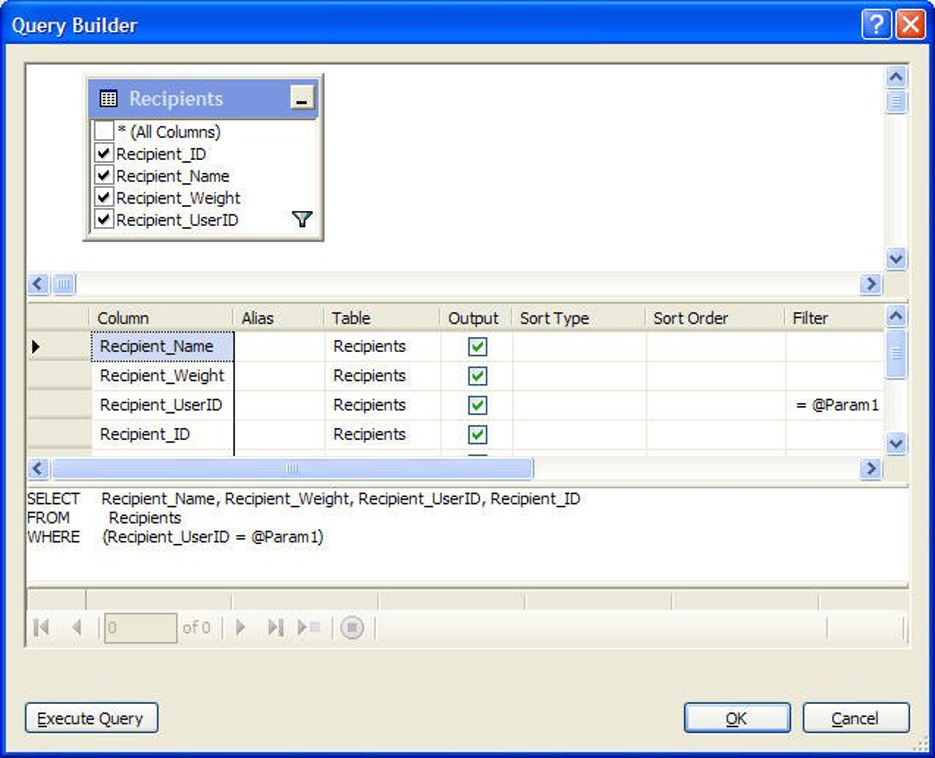 Query Builder
Recipients
* (All Columns)
Recipient_ID
Recipient_Name
Recipient_Weight
Recipient_UserID
Column Alias Table Output Sort Type Sort Order Filter
Recipient_Name Recipients
Recipient_Weight Recipients
Recipient_UserID Recipients = @Param1
Recipient_ID Recipients
SELECT Recipient_Name, Recipient_Weight, Recipient_UserID, Recipient_ID
FROM Recipients
WHERE (Recipient_UserID = @Param1)
0 of 0
Execute Query OK Cancel